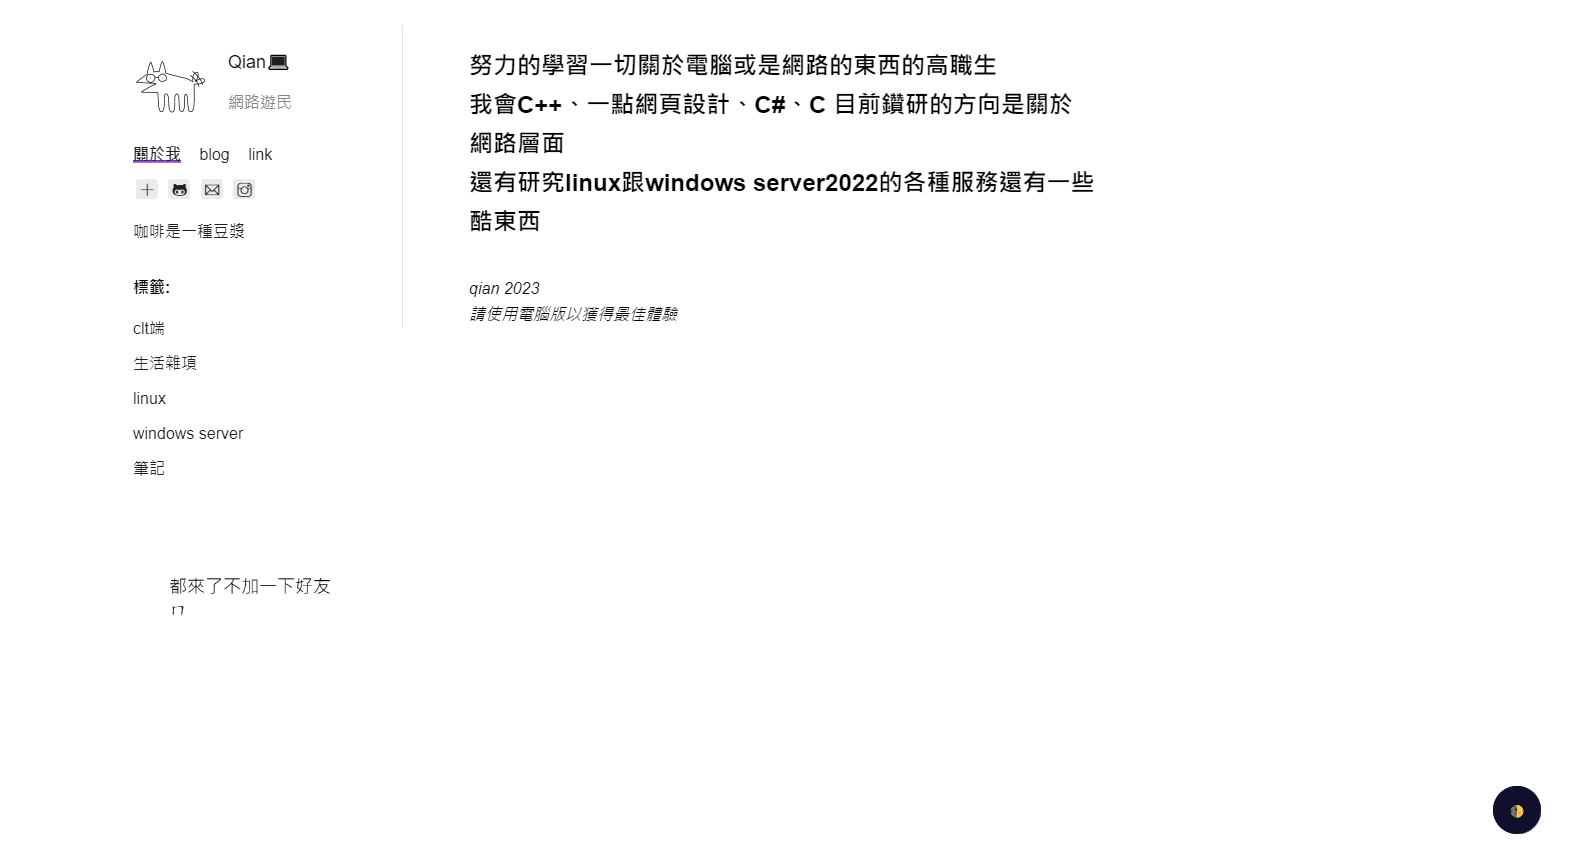 Qian💻
網路遊民
關於我 blog link
咖啡是一種豆漿
標籤:
clt端
生活雜項
linux
windows server
筆記
都來了不加一下好友
努力的學習一切關於電腦或是網路的東西的高職生
我會C++、一點網頁設計、C#、C 目前鑽研的方向是關於
網路層面
還有研究linux跟windows server2022的各種服務還有一些
酷東西
qian 2023
請使用電腦版以獲得最佳體驗